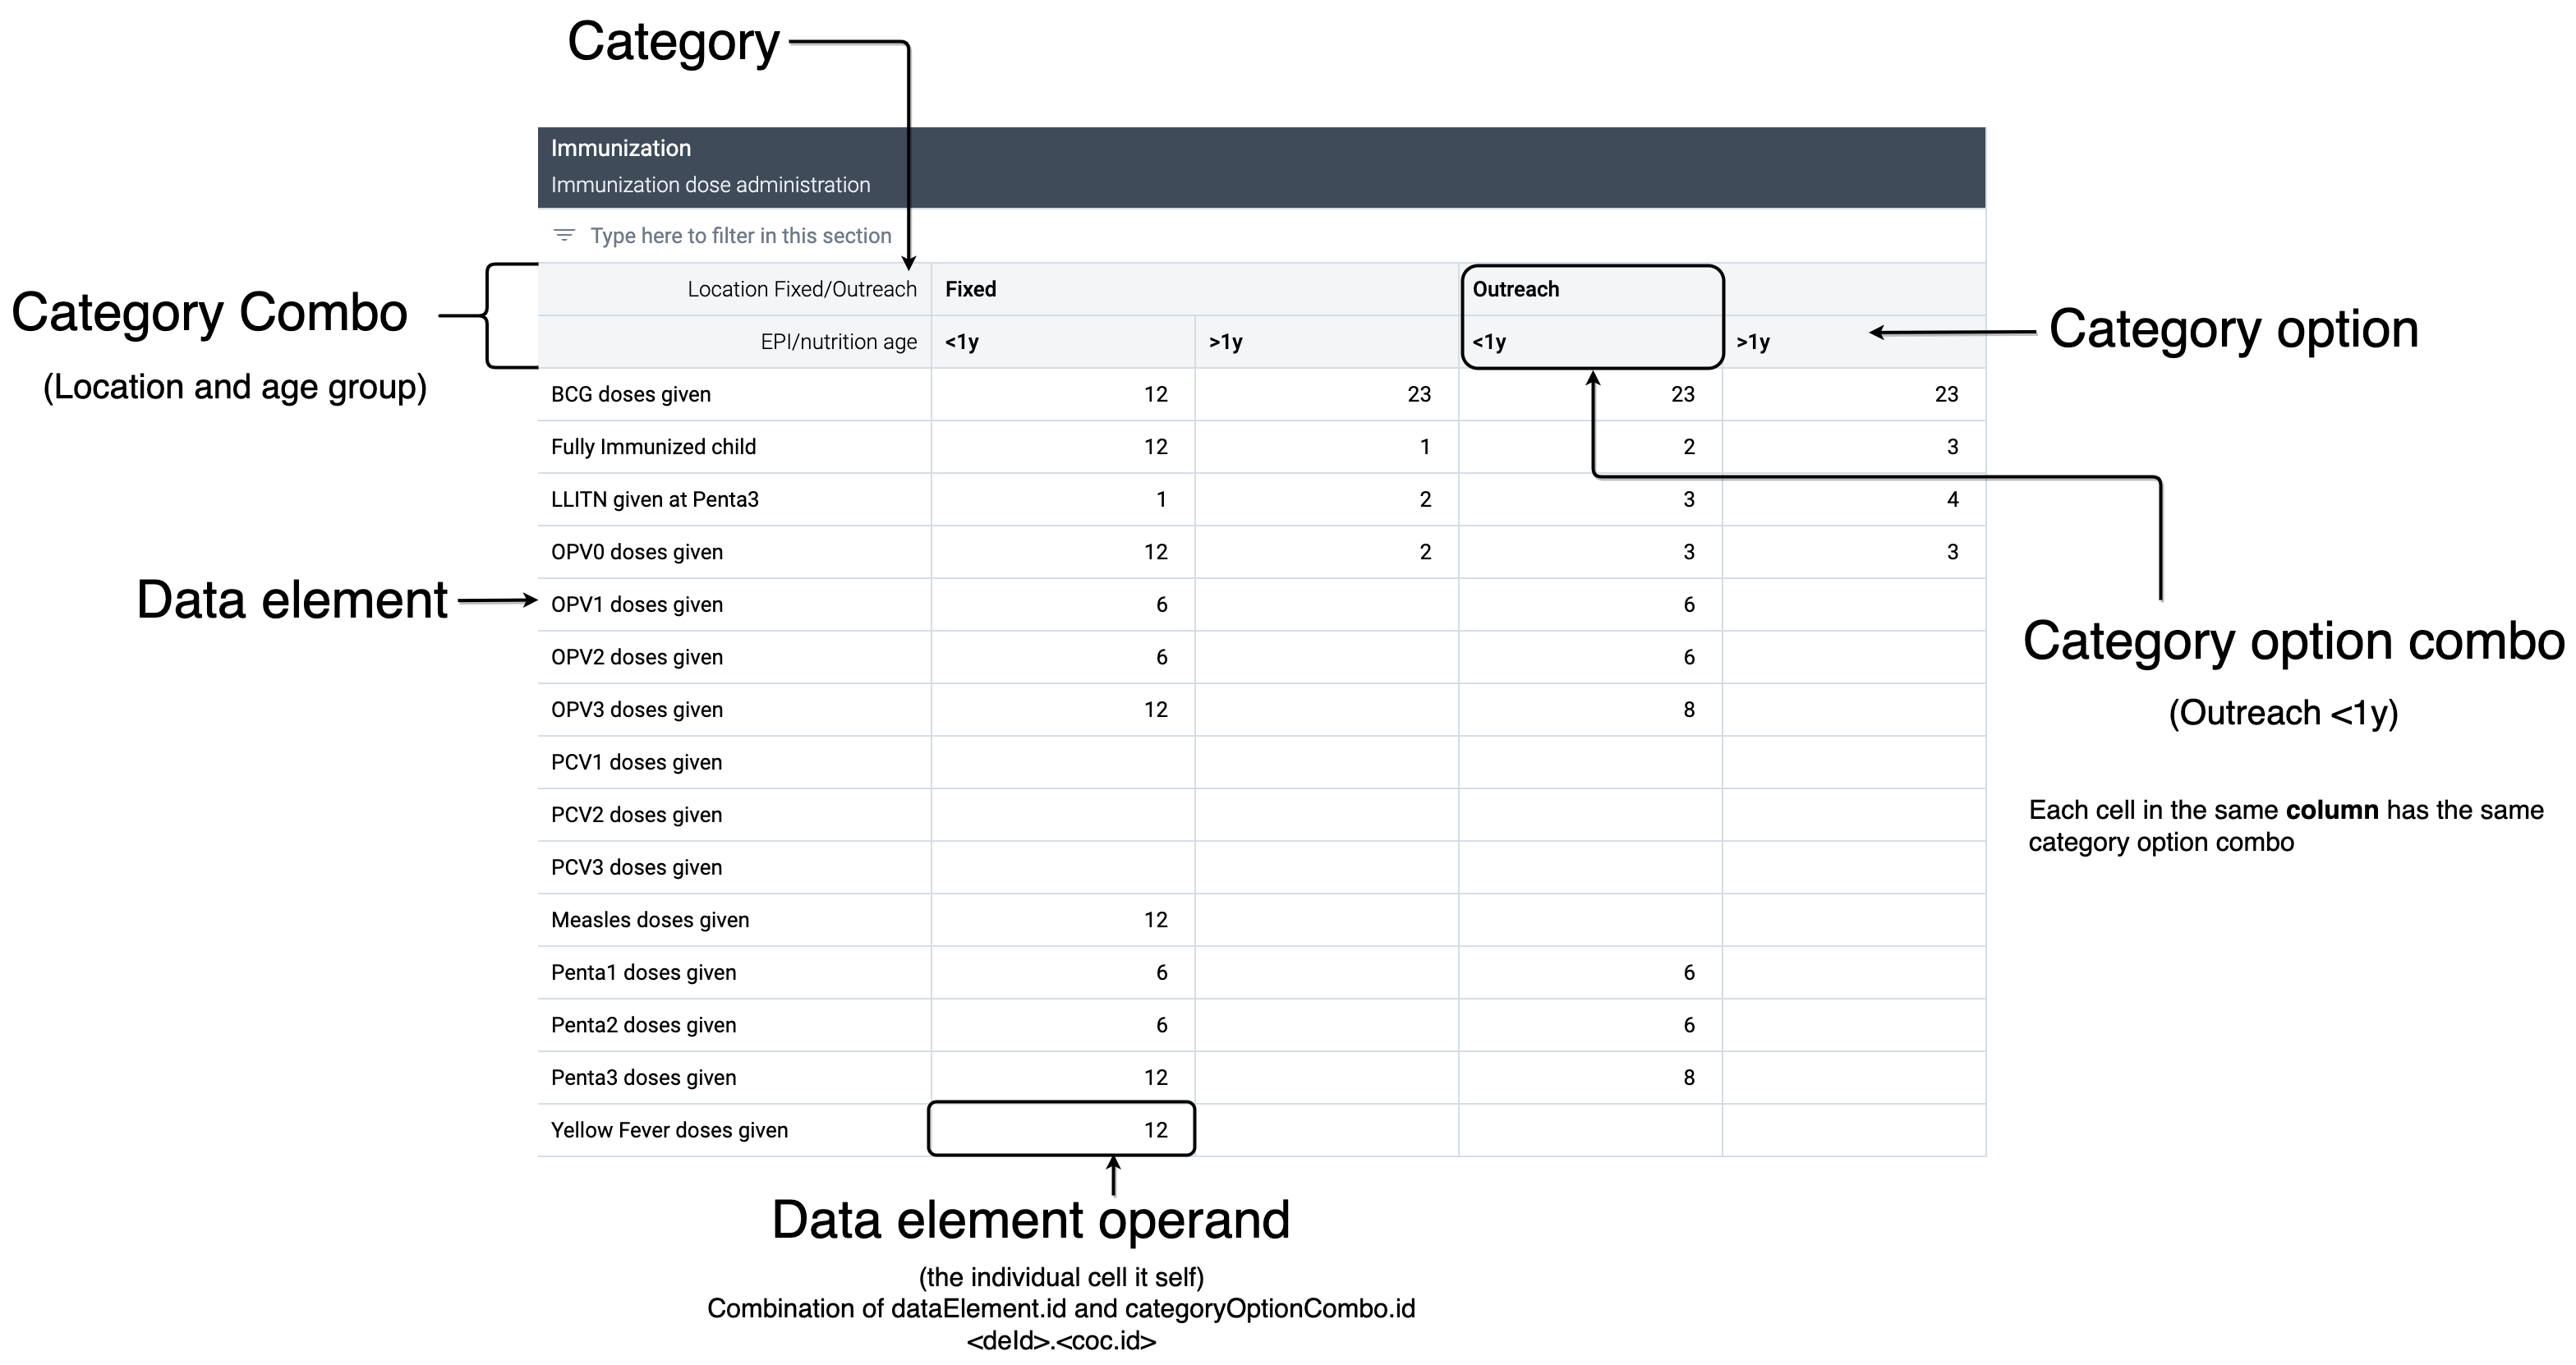 Category
Immunization
Immunization dose administration
Type here to filter in this section
Category Combo
(Location and age group)
Location Fixed/Outreach Fixed Outreach
EPI/nutrition age <1y >1y <1y >1y
Category option
BCG doses given 12 23 23 23
Fully Immunized child 12 1 2 3
LLITN given at Penta3 1 2 3 4
OPV0 doses given 12 2 3 3
Data element
OPV1 doses given 6 6
OPV2 doses given 6 6
OPV3 doses given 12 8
PCV1 doses given
PCV2 doses given
PCV3 doses given
Measles doses given 12
Penta1 doses given 6 6
Penta2 doses given 6 6
Penta3 doses given 12 8
Yellow Fever doses given 12
Category option combo
(Outreach <1y)
Each cell in the same column has the same
category option combo
Data element operand
(the individual cell it self)
Combination of dataElement.id and categoryOptionCombo.id
<deId>.<coc.id>